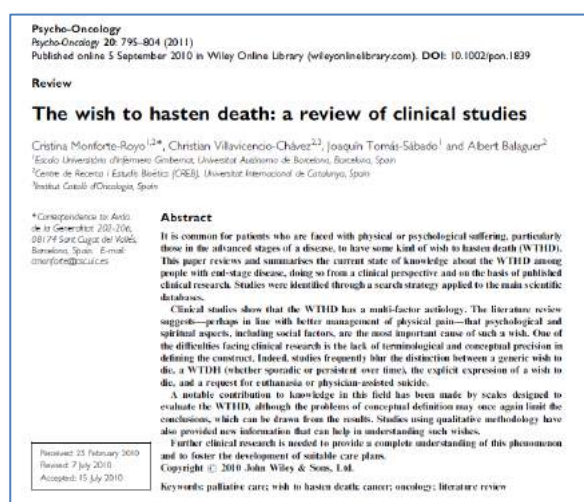 Psycho-Oncology
Psycho-Oncology 20: 795–804 (2011)
Published online 5 September 2010 in Wiley Online Library (wileyonlinelibrary.com). DOI: 10.1002/pon.1839
Review
The wish to hasten death: a review of clinical studies
Cristina Monforte-Royo1,2*, Christian Villavicencio-Chávez2,3, Joaquín Tomás-Sábado1 and Albert Balaguer2
1Escola Universitària d'Infermeria Gimbernat, Universitat Autònoma de Barcelona, Barcelona, Spain
2Centre de Recerca i Estudis Bioètics (CREB), Universitat Internacional de Catalunya, Spain
3Institut Català d'Oncologia, Spain
*Correspondence to: Avda.
de la Generalitat 202-206,
08174 Sant Cugat del Vallés,
Barcelona, Spain. E-mail:
Abstract
It is common for patients who are faced with physical or psychological suffering, particularly
those in the advanced stages of a disease, to have some kind of wish to hasten death (WTHD).
This paper reviews and summarises the current state of knowledge about the WTHD among
people with end-stage disease, doing so from a clinical perspective and on the basis of published
clinical research. Studies were identified through a search strategy applied to the main scientific
databases.
Clinical studies show that the WTHD has a multi-factor aetiology. The literature review
suggests—perhaps in line with better management of physical pain—that psychological and
spiritual aspects, including social factors, are the most important cause of such a wish. One of
the difficulties facing clinical research is the lack of terminological and conceptual precision in
defining the construct. Indeed, studies frequently blur the distinction between a generic wish to
die, a WTDH (whether sporadic or persistent over time), the explicit expression of a wish to
die, and a request for euthanasia or physician-assisted suicide.
A notable contribution to knowledge in this field has been made by scales designed to
evaluate the WTHD, although the problems of conceptual definition may once again limit the
conclusions, which can be drawn from the results. Studies using qualitative methodology have
also provided new information that can help in understanding such wishes.
Further clinical research is needed to provide a complete understanding of this phenomenon
and to foster the development of suitable care plans.
Copyright © 2010 John Wiley & Sons, Ltd.
Keywords: palliative care; wish to hasten death; cancer; oncology; literature review
Received: 23 February 2010
Revised: 7 July 2010
Accepted: 15 July 2010